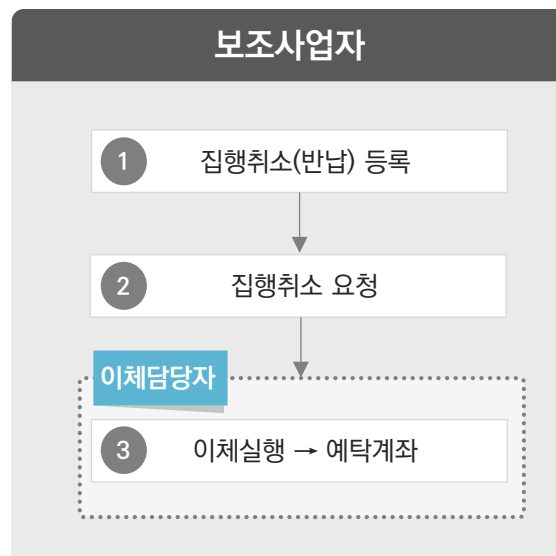 보조사업자
1 집행취소(반납) 등록
2 집행취소 요청
이체담당자
3 이체실행 → 예탁계좌